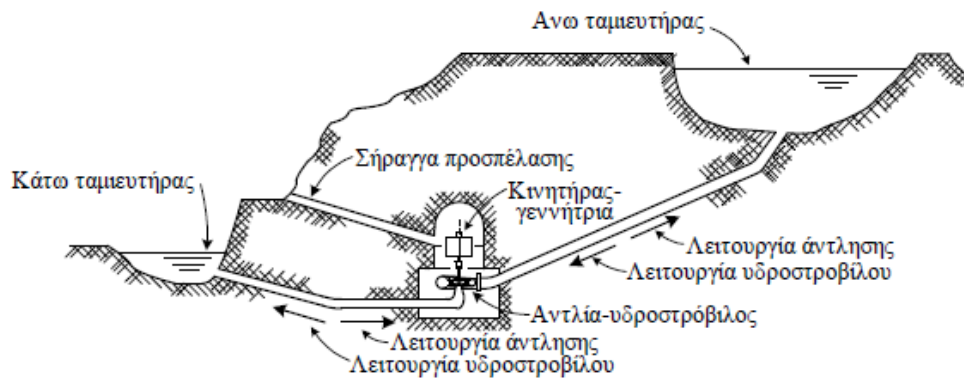 Ανω ταμιευτήρας
Σήραγγα προσπέλασης
Κάτω ταμιευτήρας
Κινητήρας-
γεννήτρια
Λειτουργία άντλησης
Λειτουργία υδροστροβίλου
Αντλία-υδροστρόβιλος
Λειτουργία άντλησης
Λειτουργία υδροστροβίλου